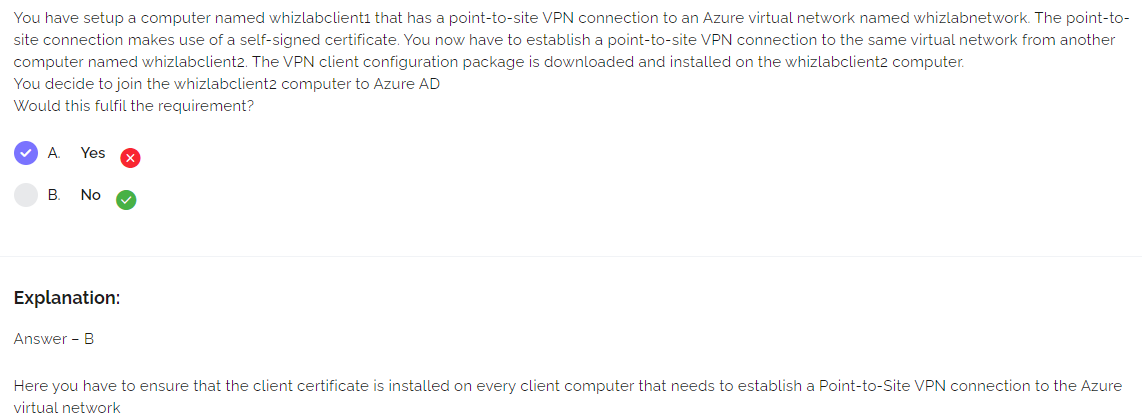 You have setup a computer named whizlabclient1 that has a point-to-site VPN connection to an Azure virtual network named whizlabnetwork. The point-to-
site connection makes use of a self-signed certificate. You now have to establish a point-to-site VPN connection to the same virtual network from another
computer named whizlabclient2. The VPN client configuration package is downloaded and installed on the whizlabclient2 computer.
You decide to join the whizlabclient2 computer to Azure AD
Would this fulfil the requirement?
A. Yes
B. No
Explanation:
Answer – B
Here you have to ensure that the client certificate is installed on every client computer that needs to establish a Point-to-Site VPN connection to the Azure
virtual network